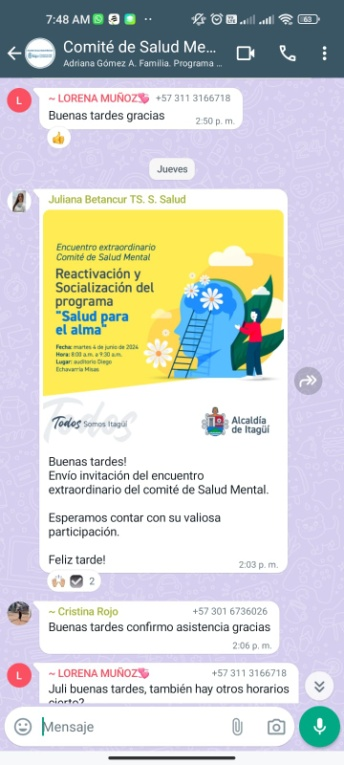 7:48 AM
63
Comité de Salud Me...
Adriana Gómez A. Familia. Programa ...
L
~ LORENA MUÑOZ💞 +57 311 3166718
Buenas tardes gracias
2:50 p. m.
👍
Jueves
Juliana Betancur TS. S. Salud
Encuentro extraordinario
Comité de Salud Mental
Reactivación y
Socialización del
programa
"Salud para
el alma"
Fecha: martes 4 de junio de 2024
Hora: 8:00 a.m. a 9:30 a.m.
Lugar: auditorio Diego
Echavarría Misas
Todos Somos Itagüí
Alcaldía
de Itagüí
Buenas tardes!
Envío invitación del encuentro
extraordinario del comité de Salud Mental.
Esperamos contar con su valiosa
participación.
Feliz tarde!
2:03 p. m.
2
~ Cristina Rojo +57 301 6736026
Buenas tardes confirmo asistencia gracias
2:06 p. m.
L
~ LORENA MUÑOZ💞 +57 311 3166718
Juli buenas tardes, también hay otros horarios
cierto?
Mensaje